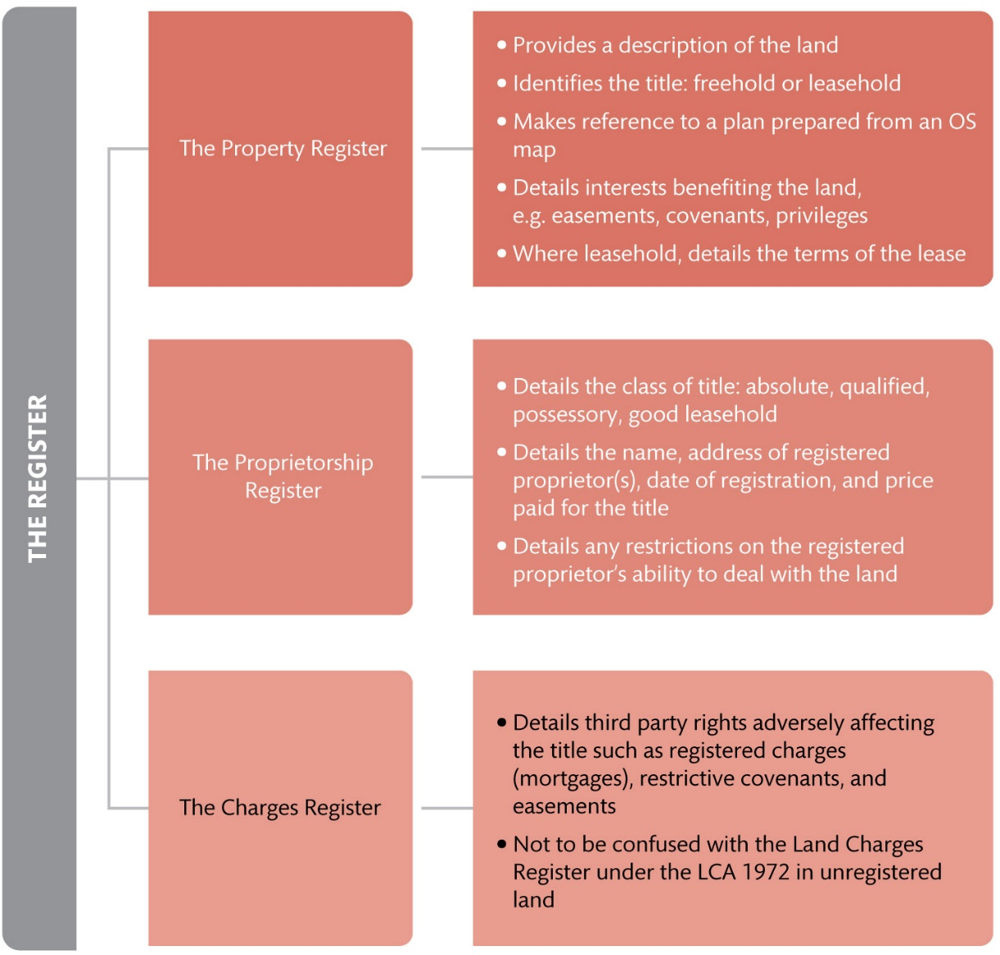 THE REGISTER
The Property Register
• Provides a description of the land
• Identifies the title: freehold or leasehold
• Makes reference to a plan prepared from an OS
map
• Details interests benefiting the land,
e.g. easements, covenants, privileges
• Where leasehold, details the terms of the lease
The Proprietorship
Register
• Details the class of title: absolute, qualified,
possessory, good leasehold
• Details the name, address of registered
proprietor(s), date of registration, and price
paid for the title
• Details any restrictions on the registered
proprietor’s ability to deal with the land
The Charges Register
• Details third party rights adversely affecting
the title such as registered charges
(mortgages), restrictive covenants, and
easements
• Not to be confused with the Land Charges
Register under the LCA 1972 in unregistered
land